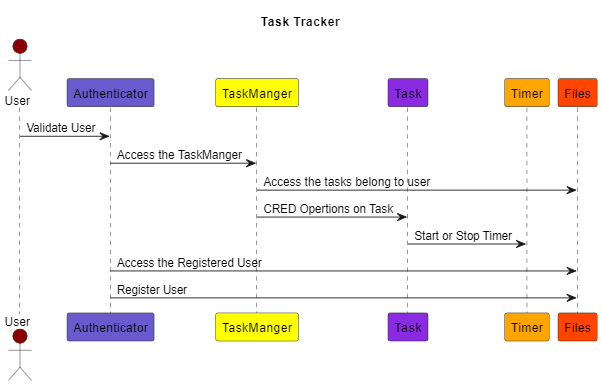 Task Tracker
User
Authenticator
TaskManger
Task
Timer
Files
Validate User
Access the TaskManger
Access the tasks belong to user
CRED Opertions on Task
Start or Stop Timer
Access the Registered User
Register User
User
Authenticator
TaskManger
Task
Timer
Files